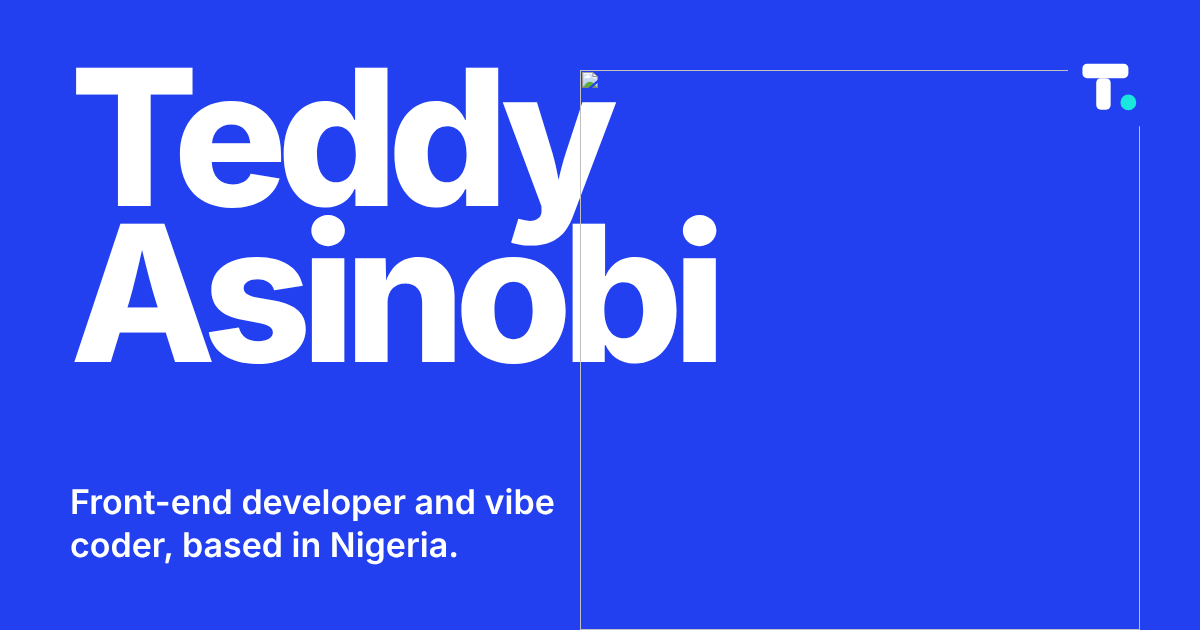 Teddy
Asinobi
T.
Front-end developer and vibe
coder, based in Nigeria.